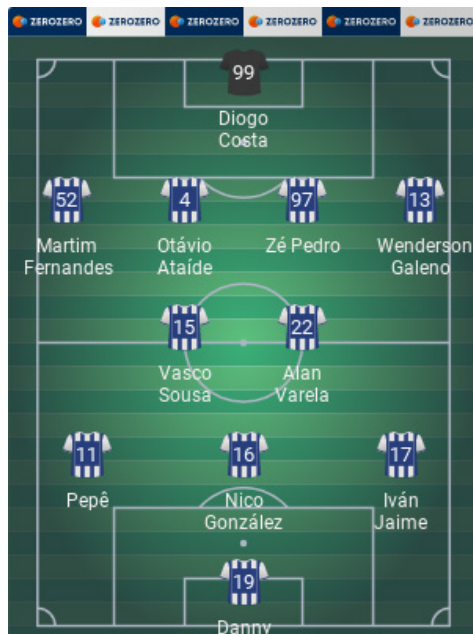 ZEROZERO ZEROZERO ZEROZERO ZEROZERO ZEROZERO ZEROZERO
99
Diogo
Costa
52 4 97 13
Martim Otávio Zé Pedro Wenderson
Fernandes Ataíde Galeno
15 22
Vasco Alan
Sousa Varela
11 16 17
Pepê Nico Iván
González Jaime
19
Danny